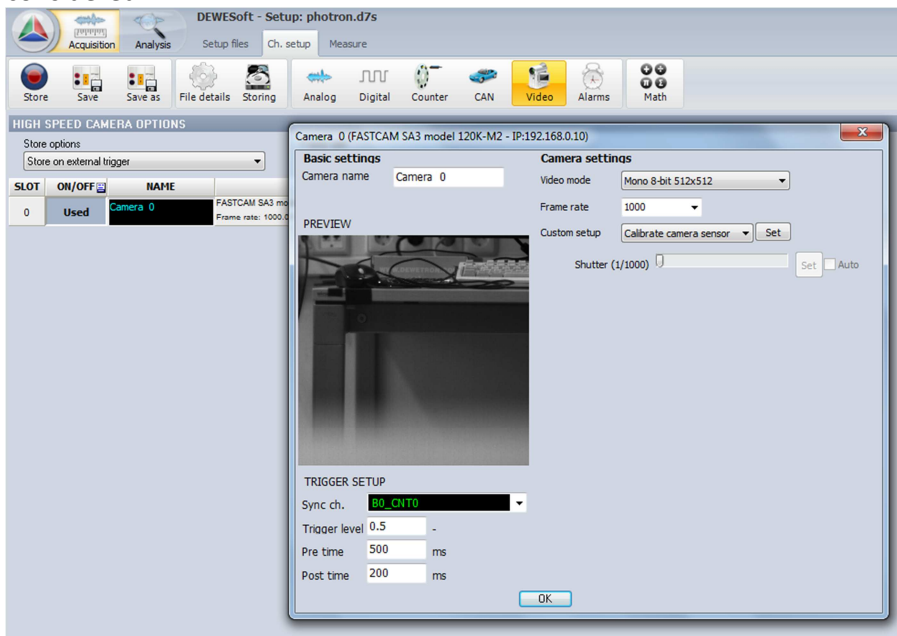 DEWESoft - Setup: photron.d7s
Acquisition Analysis Setup files Ch. setup Measure
Store Save Save as File details Storing Analog Digital Counter CAN Video Alarms Math
HIGH SPEED CAMERA OPTIONS
Store options
Store on external trigger
SLOT ON/OFF NAME
0 Used Camera 0 FASTCAM SA3 mo
Frame rate: 1000.0
Camera 0 (FASTCAM SA3 model 120K-M2 - IP:192.168.0.10)
Basic settings
Camera name Camera 0
PREVIEW
TRIGGER SETUP
Sync ch. B0_CNT0
Trigger level 0.5 -
Pre time 500 ms
Post time 200 ms
Camera settings
Video mode Mono 8-bit 512x512
Frame rate 1000
Custom setup Calibrate camera sensor Set
Shutter (1/1000) Set Auto
OK